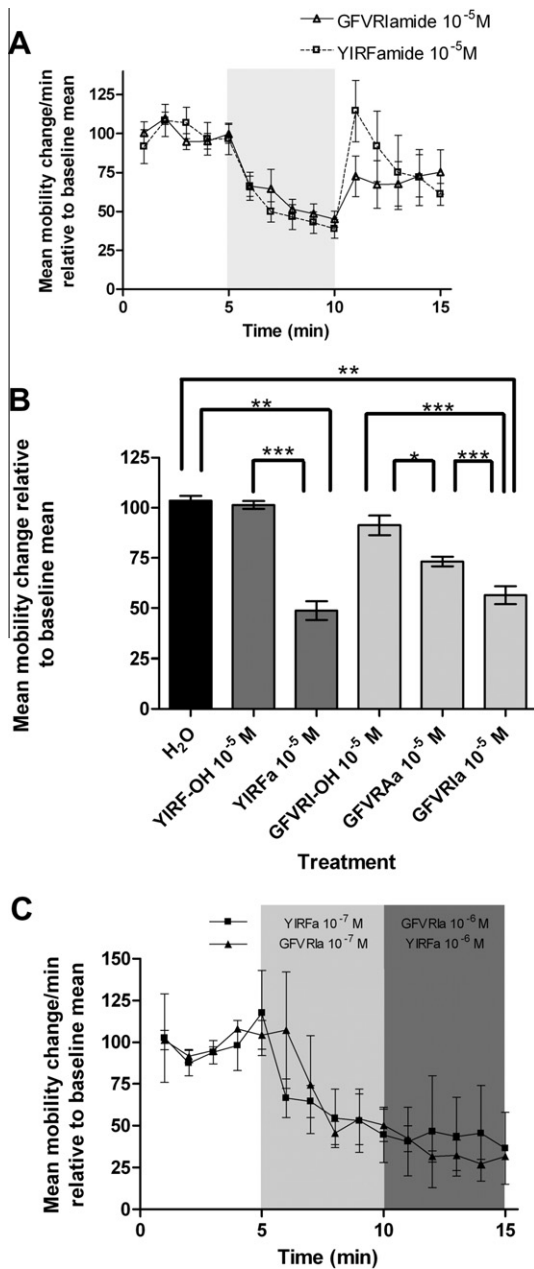 A
GFVRIamide 10⁻⁵M
YIRFamide 10⁻⁵M
Mean mobility change/min
relative to baseline mean
125
100
75
50
25
0
0 5 10 15
Time (min)
B
**
** ***
*** * ***
Mean mobility change relative
to baseline mean
125
100
75
50
25
0
H₂O
YIRF-OH 10⁻⁵ M
YIRFa 10⁻⁵ M
GFVRI-OH 10⁻⁵ M
GFVRAa 10⁻⁵ M
GFVRIa 10⁻⁵ M
Treatment
C
YIRFa 10⁻⁷ M
GFVRIa 10⁻⁷ M
GFVRIa 10⁻⁶ M
YIRFa 10⁻⁶ M
Mean mobility change/min
relative to baseline mean
150
125
100
75
50
25
0
0 5 10 15
Time (min)